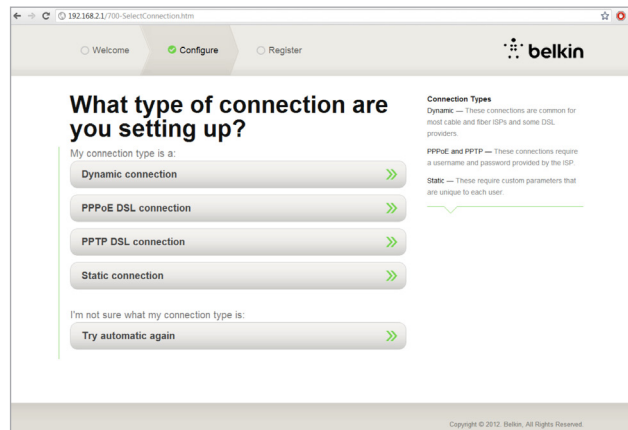 192.168.2.1/700-SelectConnection.htm
Welcome
Configure
Register
belkin
What type of connection are
you setting up?
My connection type is a:
Dynamic connection
PPPoE DSL connection
PPTP DSL connection
Static connection
I'm not sure what my connection type is:
Try automatic again
Connection Types
Dynamic — These connections are common for
most cable and fiber ISPs and some DSL
providers.
PPPoE and PPTP — These connections require
a username and password provided by the ISP.
Static — These require custom parameters that
are unique to each user.
Copyright © 2012. Belkin, All Rights Reserved.